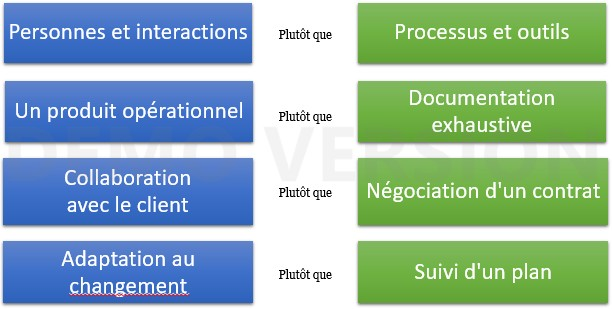 Personnes et interactions Plutôt que Processus et outils
Un produit opérationnel Plutôt que Documentation
exhaustive
Collaboration
avec le client Plutôt que Négociation d'un contrat
Adaptation au
changement Plutôt que Suivi d'un plan
DEMO VERSION